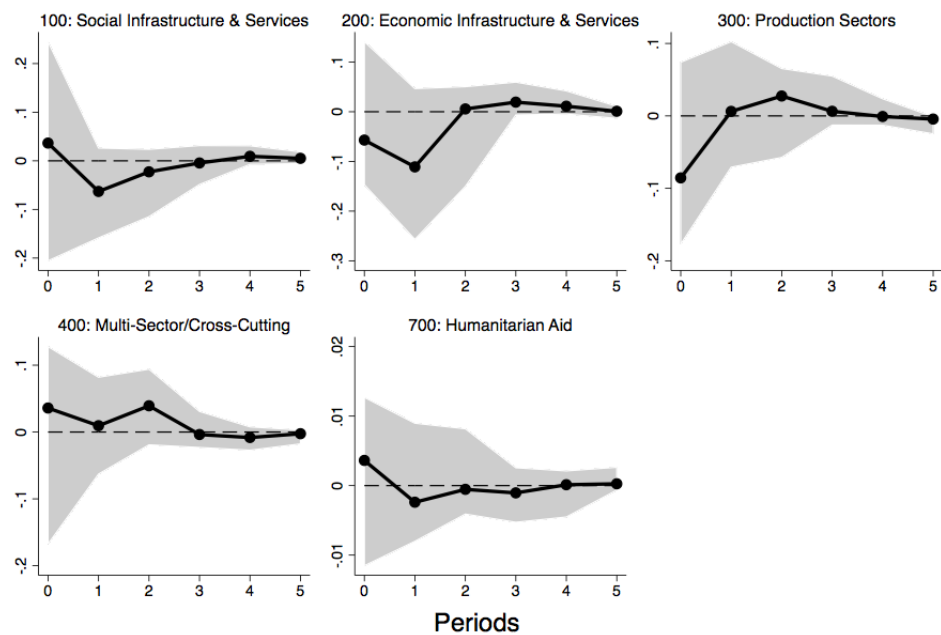 100: Social Infrastructure & Services
.2
.1
0
-.1
-.2
0 1 2 3 4 5
200: Economic Infrastructure & Services
.1
0
-.1
-.2
-.3
0 1 2 3 4 5
300: Production Sectors
.1
0
-.1
-.2
0 1 2 3 4 5
400: Multi-Sector/Cross-Cutting
.1
0
-.1
-.2
0 1 2 3 4 5
700: Humanitarian Aid
.02
.01
0
-.01
0 1 2 3 4 5
Periods